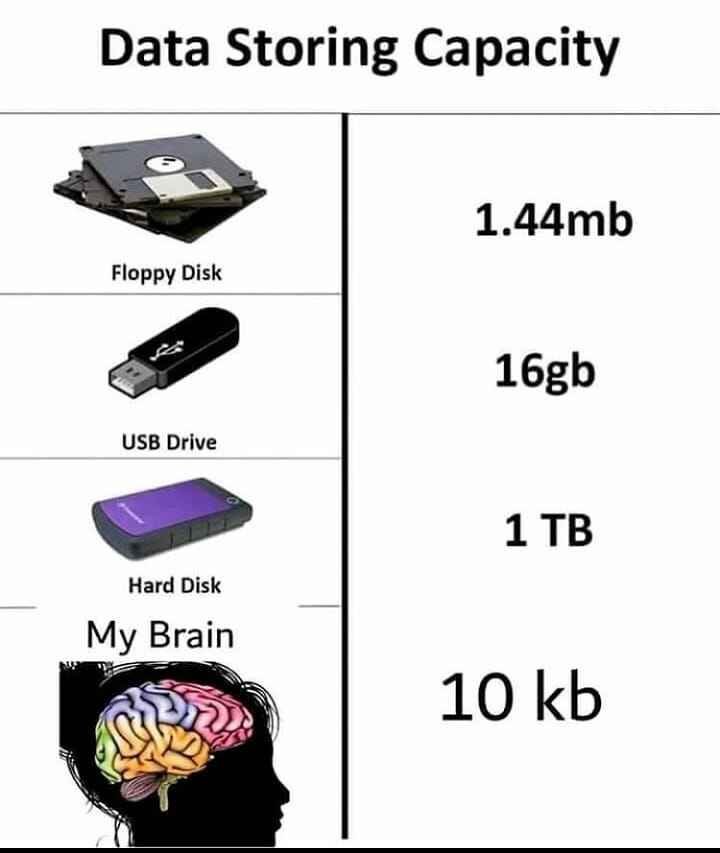 Data Storing Capacity
Floppy Disk
1.44mb
USB Drive
16gb
Hard Disk
1 TB
My Brain
10 kb